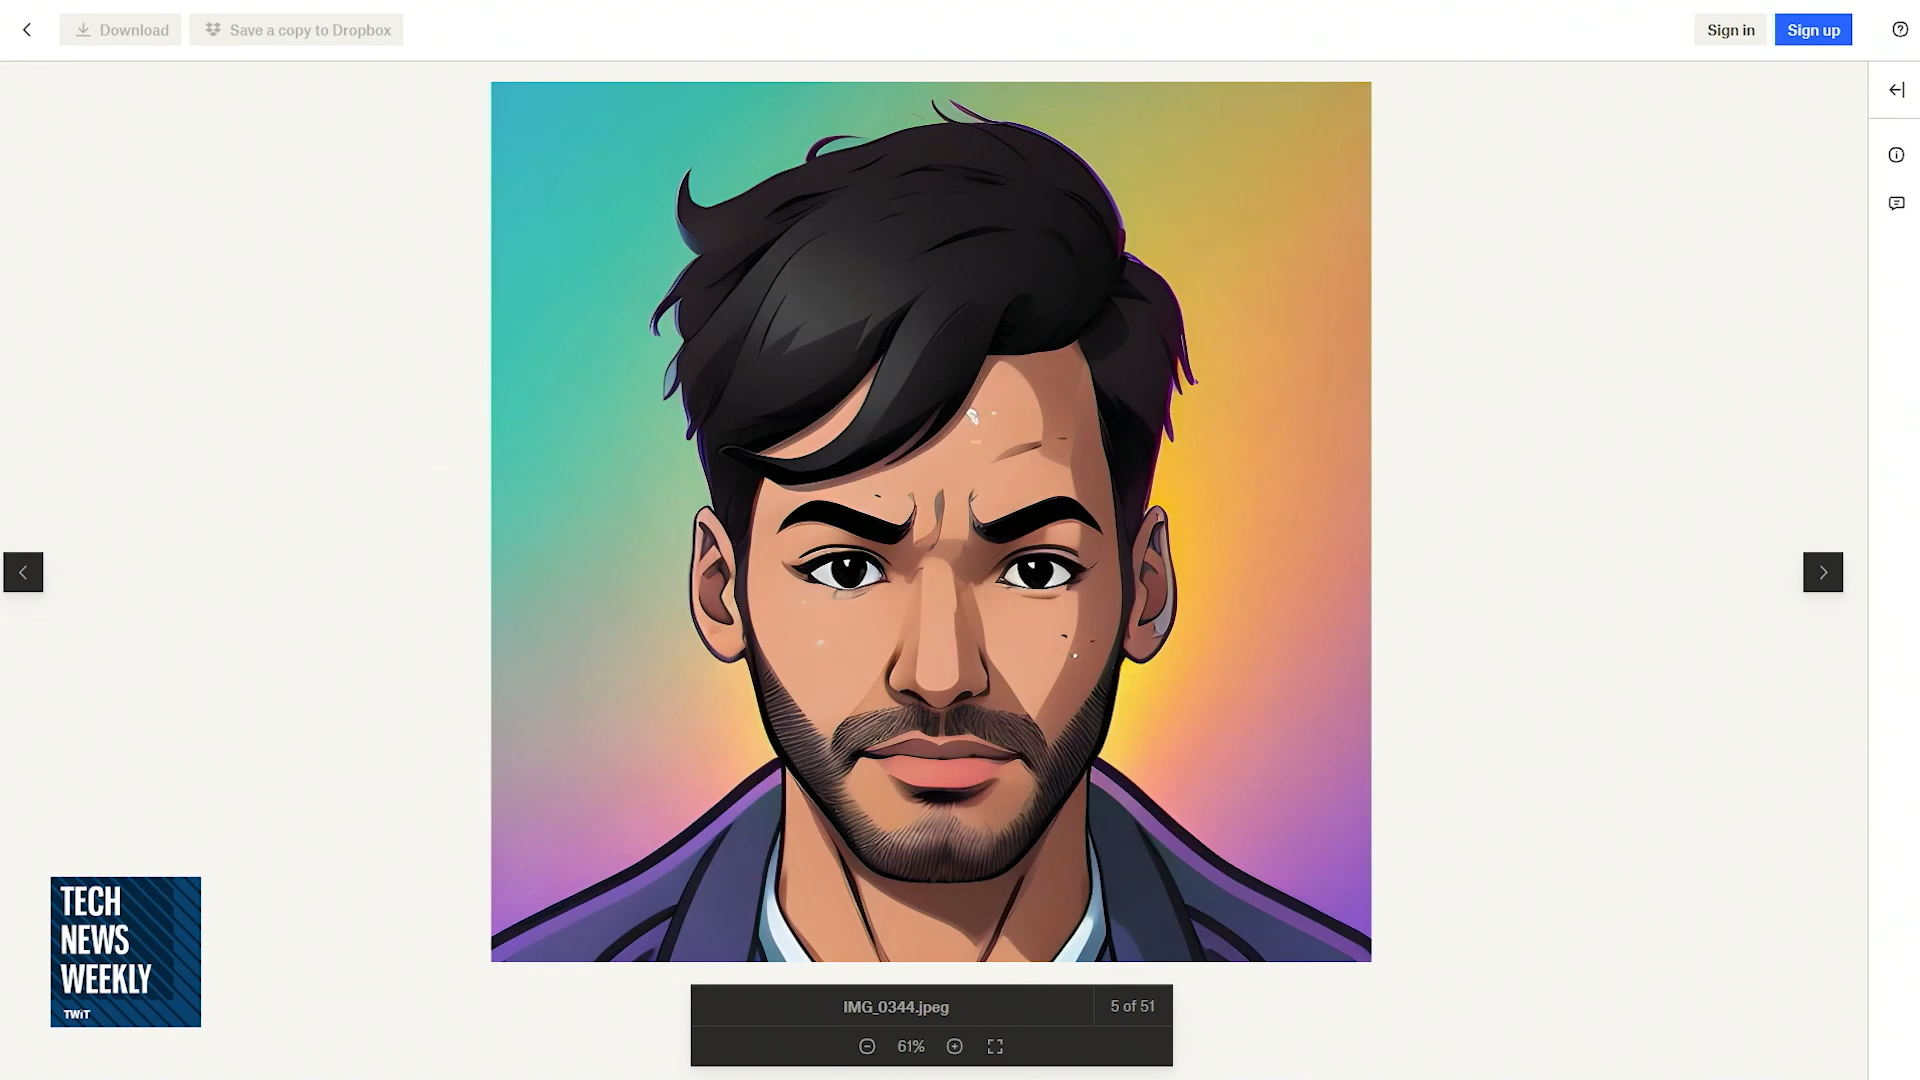 Download
Save a copy to Dropbox
Sign in
Sign up
TECH
NEWS
WEEKLY
TWiT
IMG_0344.jpeg
5 of 51
61%